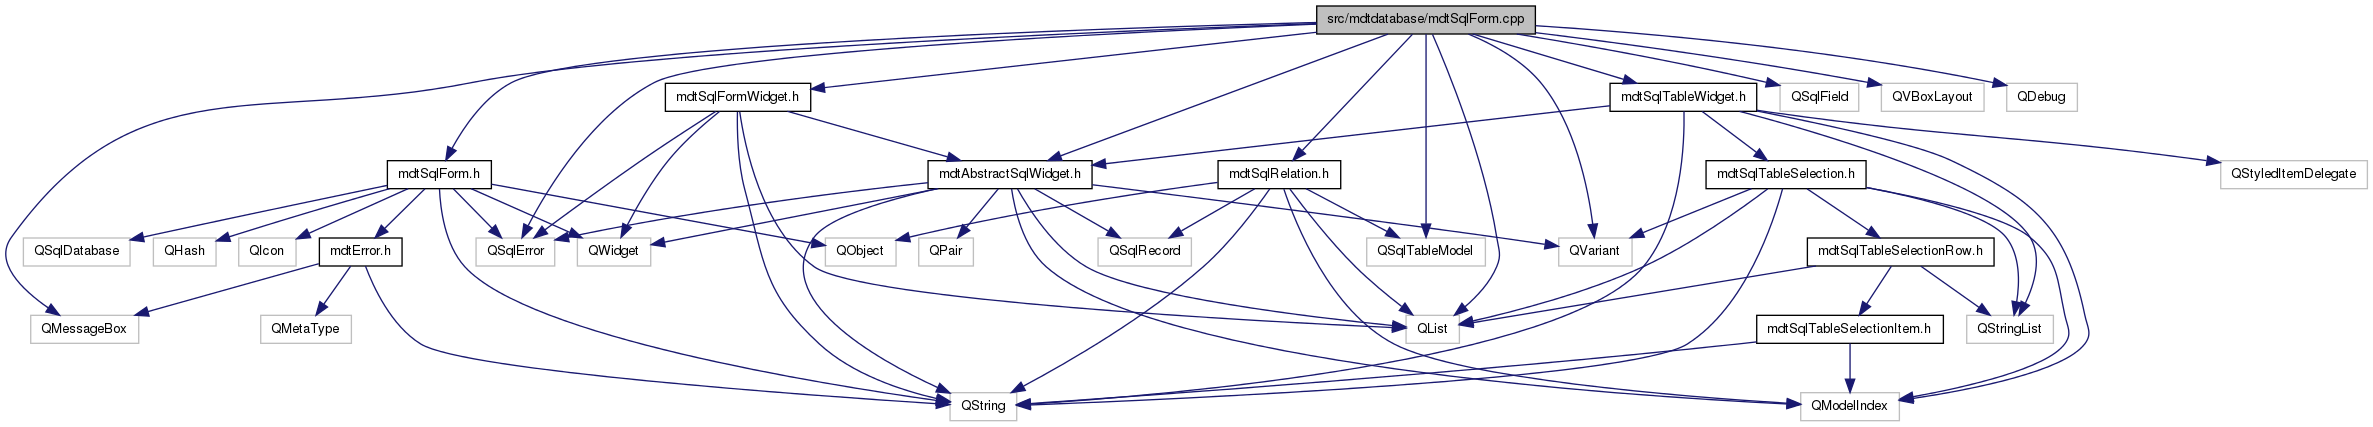 src/mdtdatabase/mdtSqlForm.cpp
mdtSqlFormWidget.h
mdtSqlTableWidget.h
QSqlField
QVBoxLayout
QDebug
mdtSqlForm.h
mdtAbstractSqlWidget.h
mdtSqlRelation.h
mdtSqlTableSelection.h
QStyledItemDelegate
QSqlDatabase
QHash
QIcon
mdtError.h
QSqlError
QWidget
QObject
QPair
QSqlRecord
QSqlTableModel
QVariant
mdtSqlTableSelectionRow.h
QMessageBox
QMetaType
QList
mdtSqlTableSelectionItem.h
QStringList
QString
QModelIndex